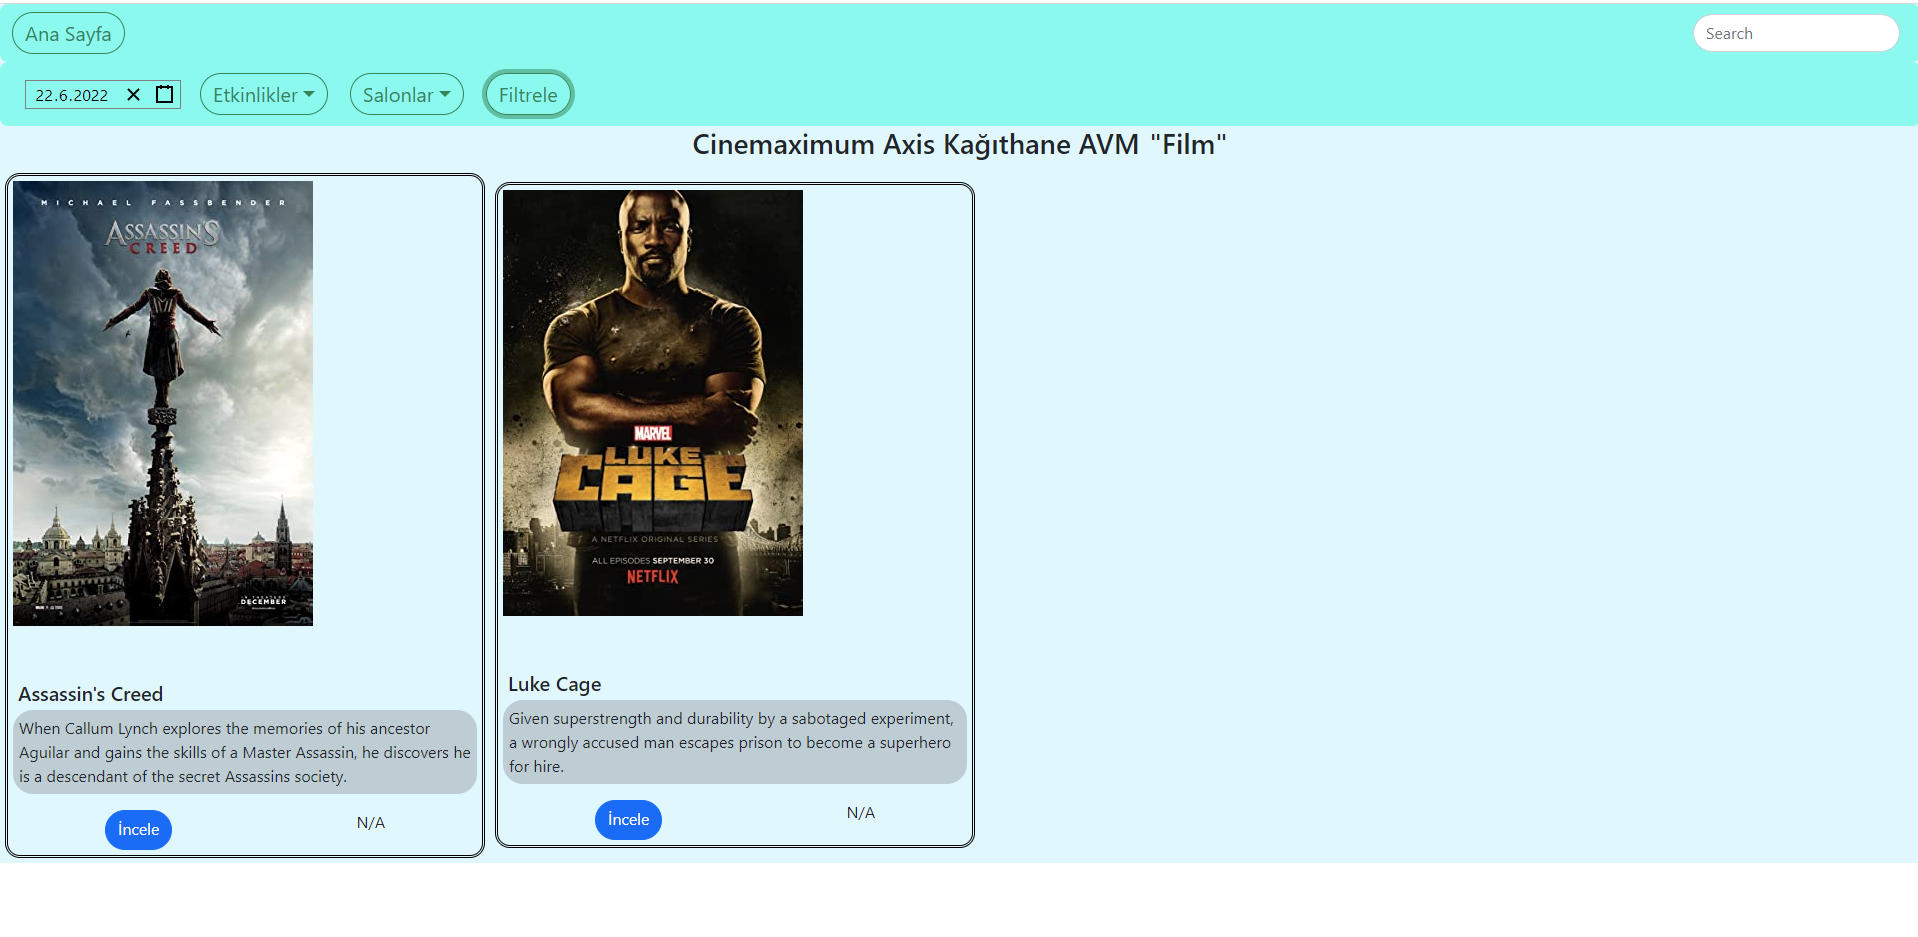 Ana Sayfa
Search
22.6.2022
Etkinlikler
Salonlar
Filtrele
Cinemaximum Axis Kağıthane AVM "Film"
MICHAEL FASSBENDER
ASSASSIN'S
CREED
IN THEATERS
DECEMBER
Assassin's Creed
When Callum Lynch explores the memories of his ancestor
Aguilar and gains the skills of a Master Assassin, he discovers he
is a descendant of the secret Assassins society.
İncele
N/A
MARVEL
LUKE
CAGE
A NETFLIX ORIGINAL SERIES
ALL EPISODES SEPTEMBER 30
NETFLIX
Luke Cage
Given superstrength and durability by a sabotaged experiment,
a wrongly accused man escapes prison to become a superhero
for hire.
İncele
N/A